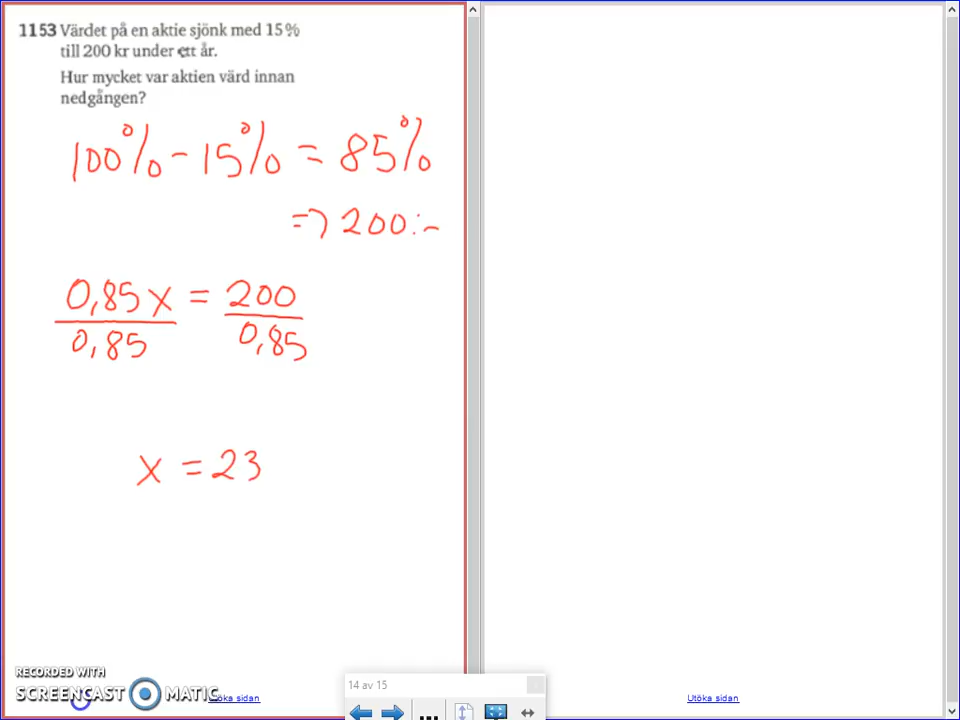 1153 Värdet på en aktie sjönk med 15%
till 200 kr under ett år.
Hur mycket var aktien värd innan
nedgången?
100% - 15% = 85%
=> 200:-
0,85x = 200
0,85 0,85
x = 23
RECORDED WITH
SCREENCAST MATIC
14 av 15
Utöka sidan